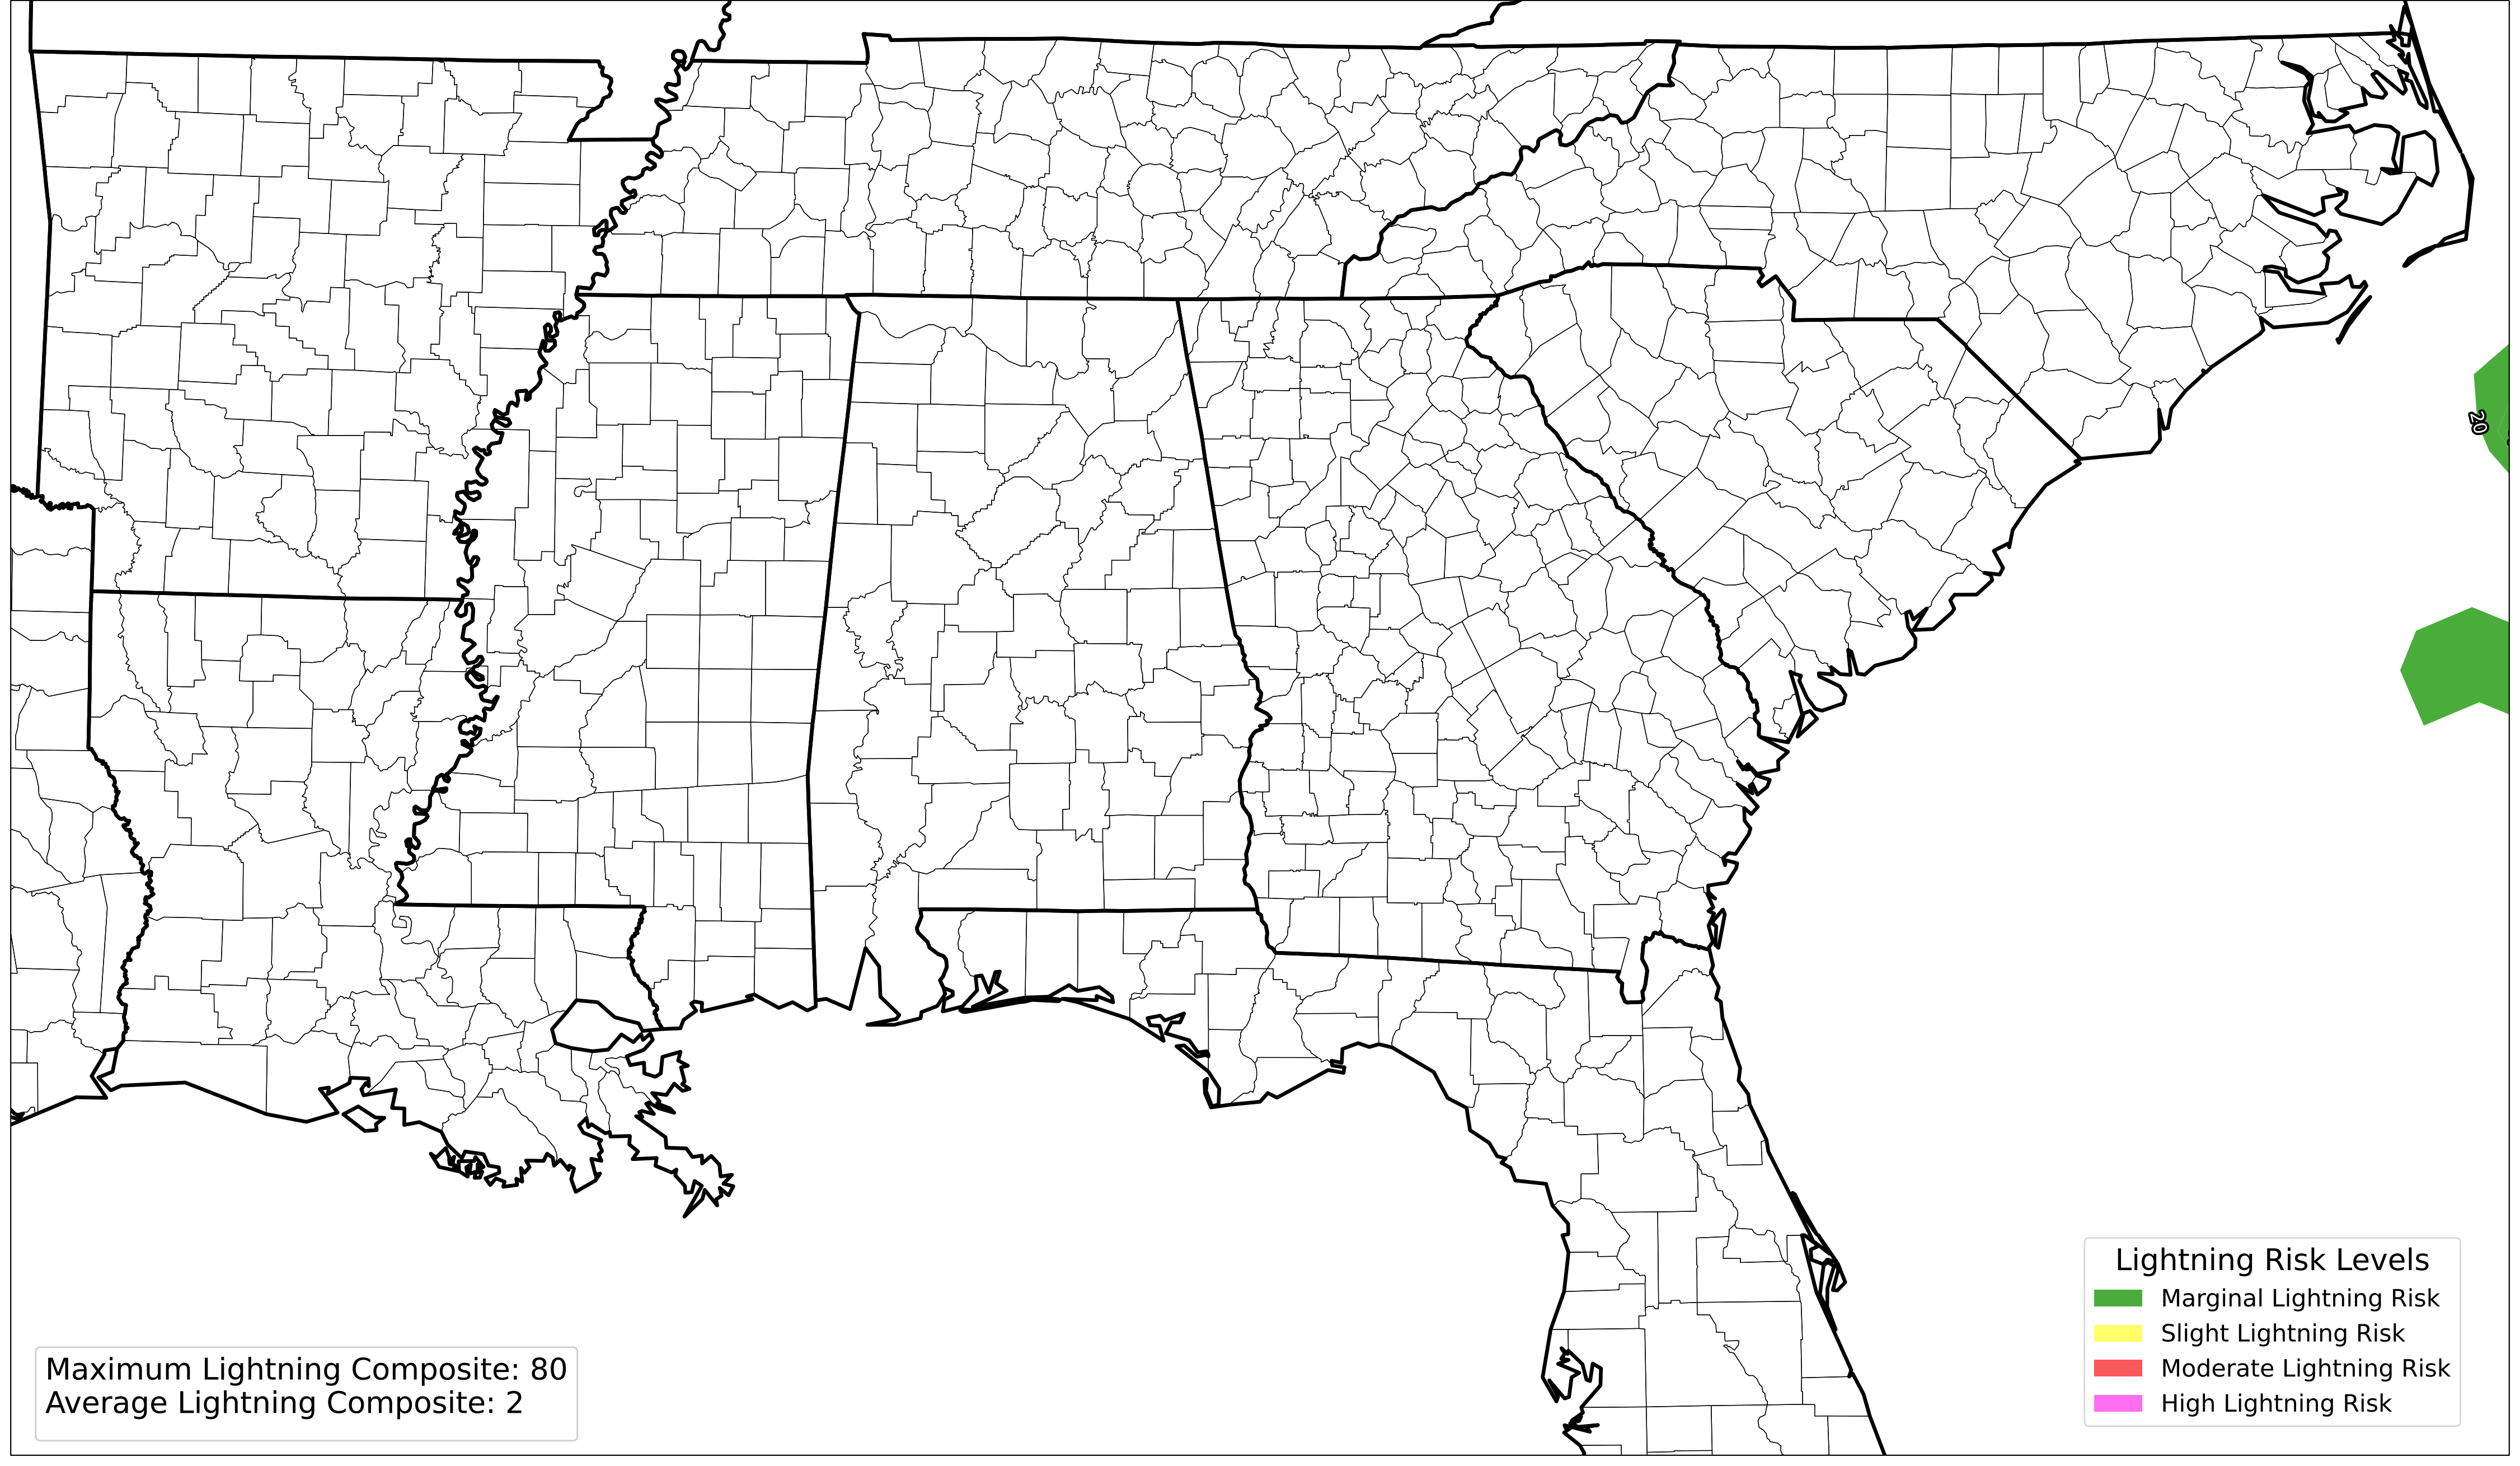 20
Lightning Risk Levels
Marginal Lightning Risk
Slight Lightning Risk
Moderate Lightning Risk
High Lightning Risk
Maximum Lightning Composite: 80
Average Lightning Composite: 2